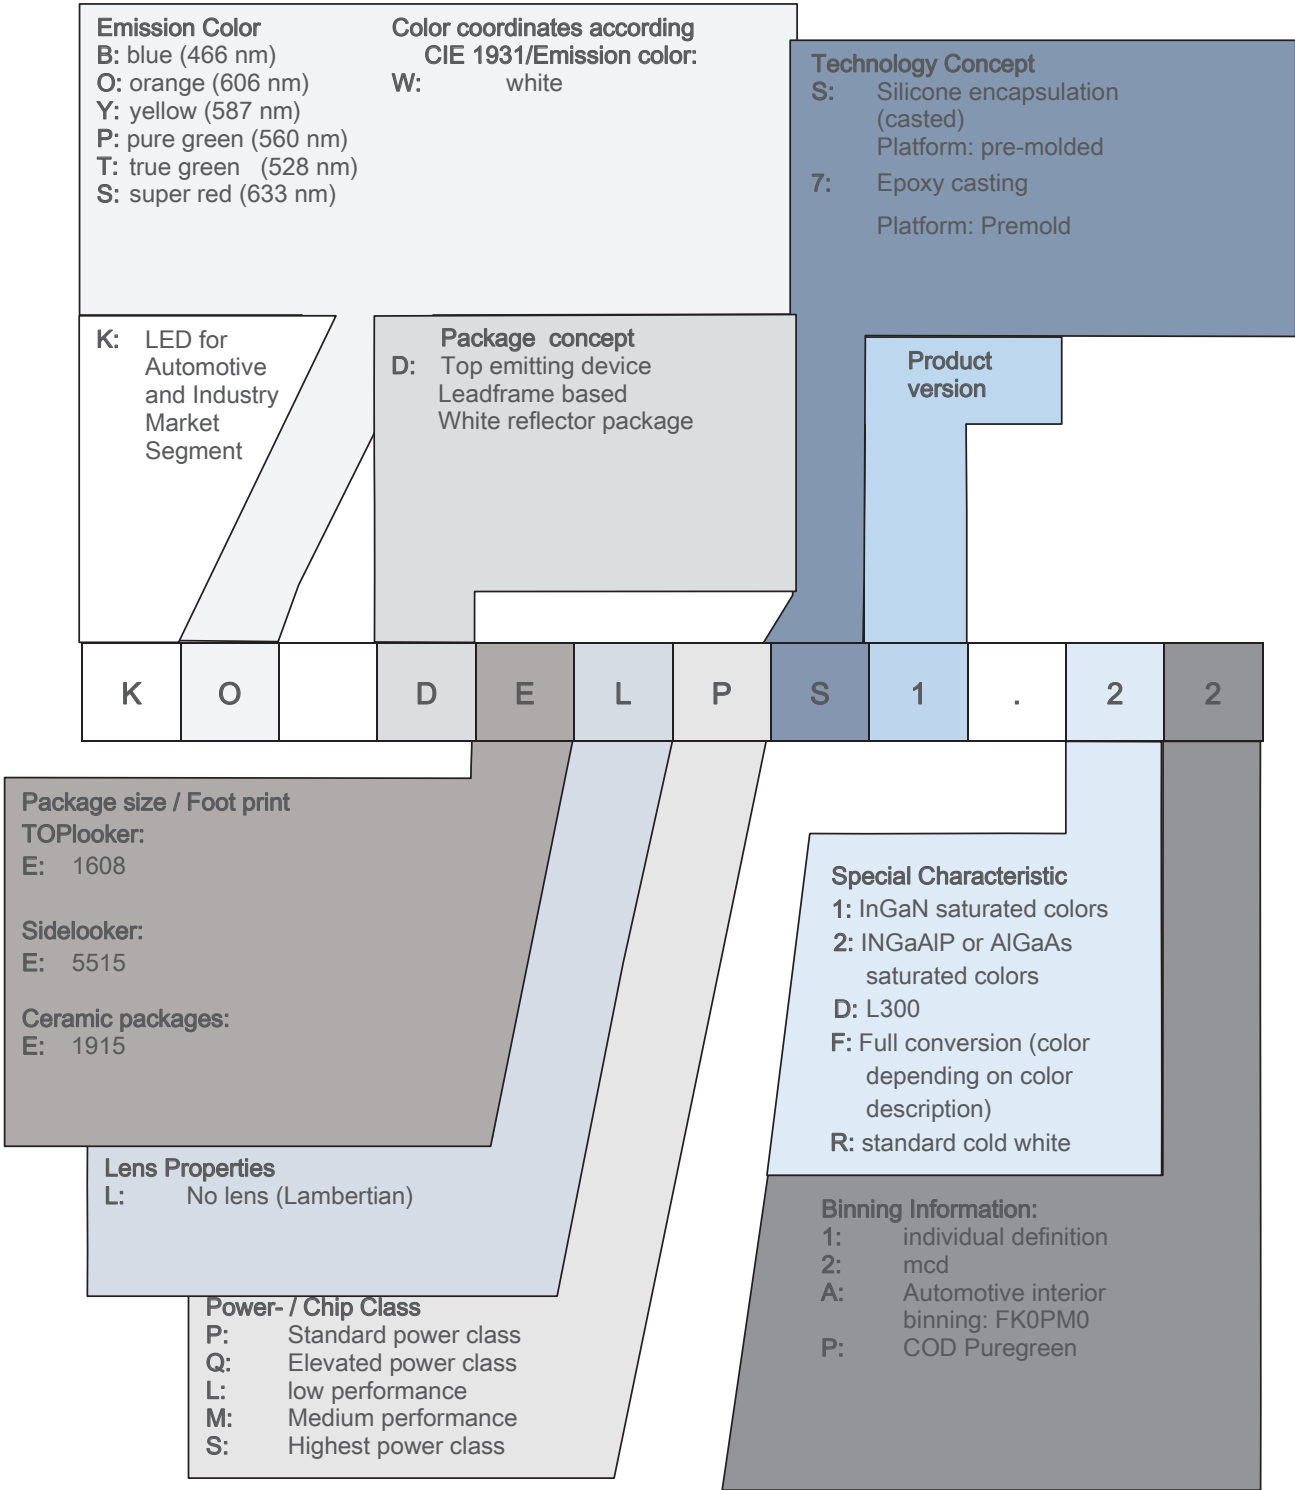 Emission Color
B: blue (466 nm)
O: orange (606 nm)
Y: yellow (587 nm)
P: pure green (560 nm)
T: true green (528 nm)
S: super red (633 nm)
Color coordinates according
CIE 1931/Emission color:
W: white
Technology Concept
S: Silicone encapsulation
(casted)
Platform: pre-molded
7: Epoxy casting
Platform: Premold
K: LED for
Automotive
and Industry
Market
Segment
Package concept
D: Top emitting device
Leadframe based
White reflector package
Product
version
K O D E L P S 1 . 2 2
Package size / Foot print
TOPlooker:
E: 1608
Sidelooker:
E: 5515
Ceramic packages:
E: 1915
Lens Properties
L: No lens (Lambertian)
Power- / Chip Class
P: Standard power class
Q: Elevated power class
L: low performance
M: Medium performance
S: Highest power class
Special Characteristic
1: InGaN saturated colors
2: INGaAlP or AlGaAs
saturated colors
D: L300
F: Full conversion (color
depending on color
description)
R: standard cold white
Binning Information:
1: individual definition
2: mcd
A: Automotive interior
binning: FK0PM0
P: COD Puregreen